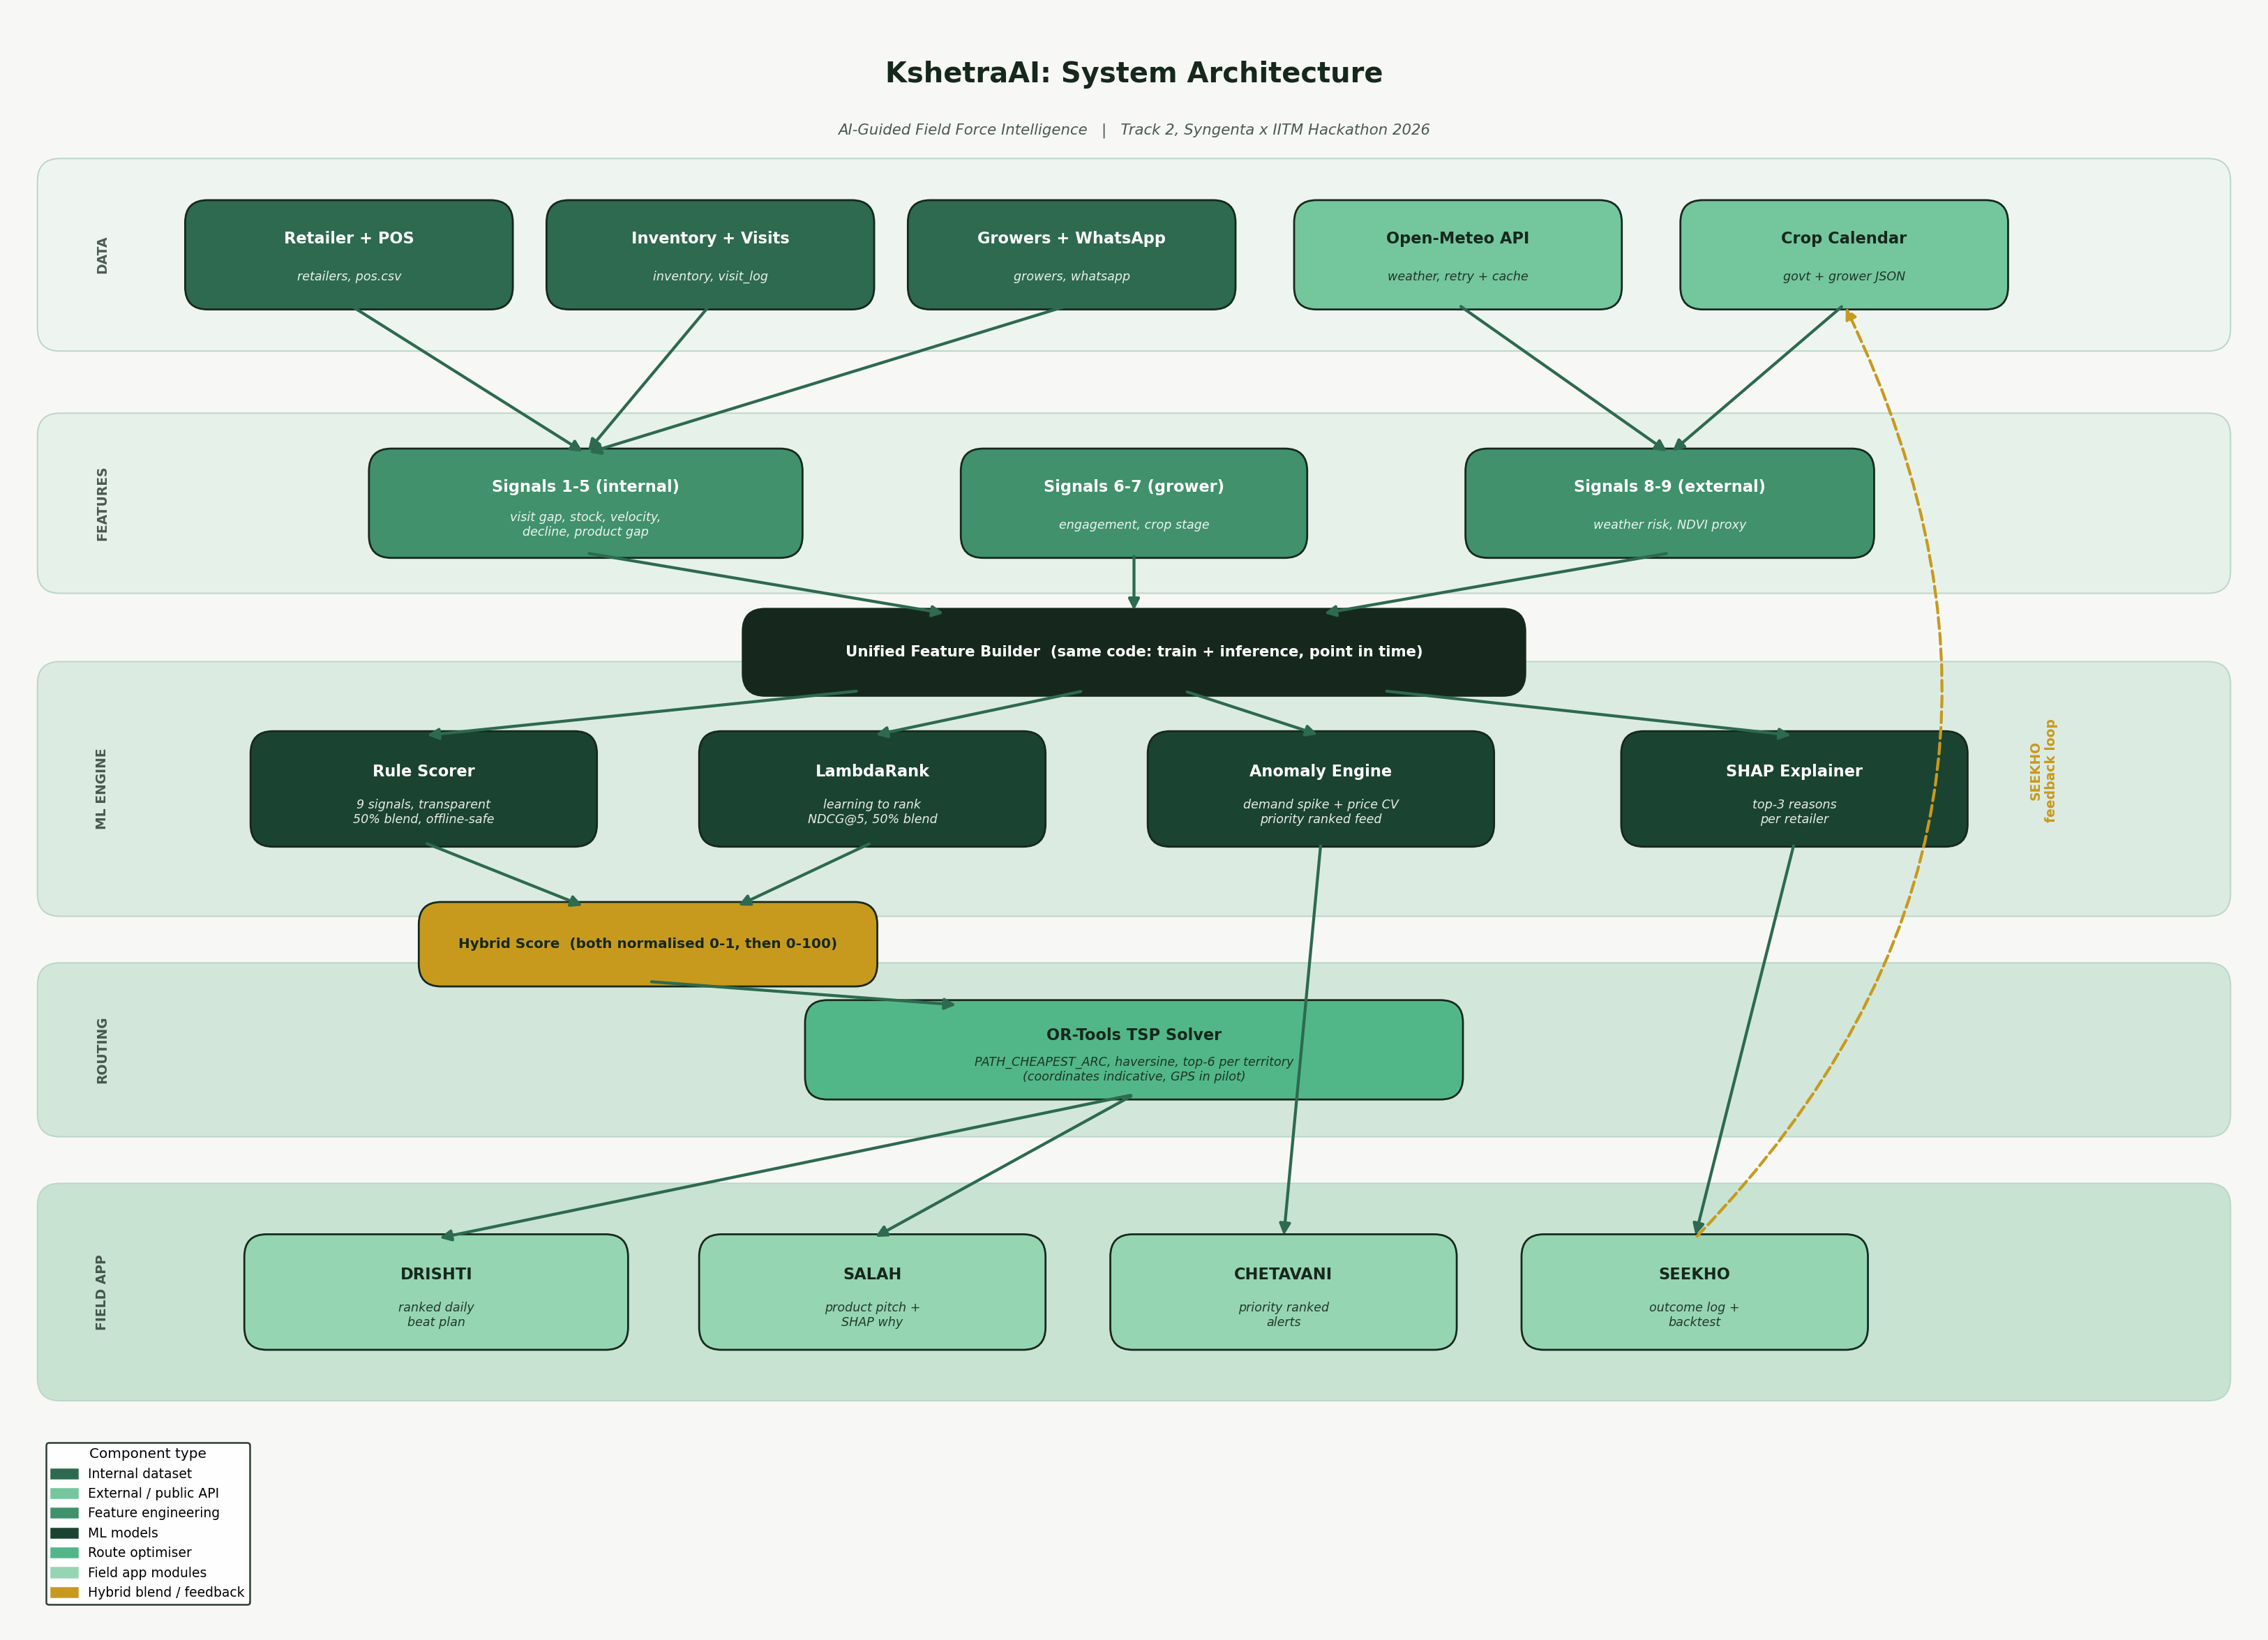 KshetraAI: System Architecture
AI-Guided Field Force Intelligence | Track 2, Syngenta x IITM Hackathon 2026
DATA
Retailer + POS
retailers, pos.csv
Inventory + Visits
inventory, visit_log
Growers + WhatsApp
growers, whatsapp
Open-Meteo API
weather, retry + cache
Crop Calendar
govt + grower JSON
FEATURES
Signals 1-5 (internal)
visit gap, stock, velocity,
decline, product gap
Signals 6-7 (grower)
engagement, crop stage
Signals 8-9 (external)
weather risk, NDVI proxy
Unified Feature Builder (same code: train + inference, point in time)
ML ENGINE
Rule Scorer
9 signals, transparent
50% blend, offline-safe
LambdaRank
learning to rank
NDCG@5, 50% blend
Anomaly Engine
demand spike + price CV
priority ranked feed
SHAP Explainer
top-3 reasons
per retailer
SEEKHO
feedback loop
Hybrid Score (both normalised 0-1, then 0-100)
ROUTING
OR-Tools TSP Solver
PATH_CHEAPEST_ARC, haversine, top-6 per territory
(coordinates indicative, GPS in pilot)
FIELD APP
DRISHTI
ranked daily
beat plan
SALAH
product pitch +
SHAP why
CHETAVANI
priority ranked
alerts
SEEKHO
outcome log +
backtest
Component type
Internal dataset
External / public API
Feature engineering
ML models
Route optimiser
Field app modules
Hybrid blend / feedback